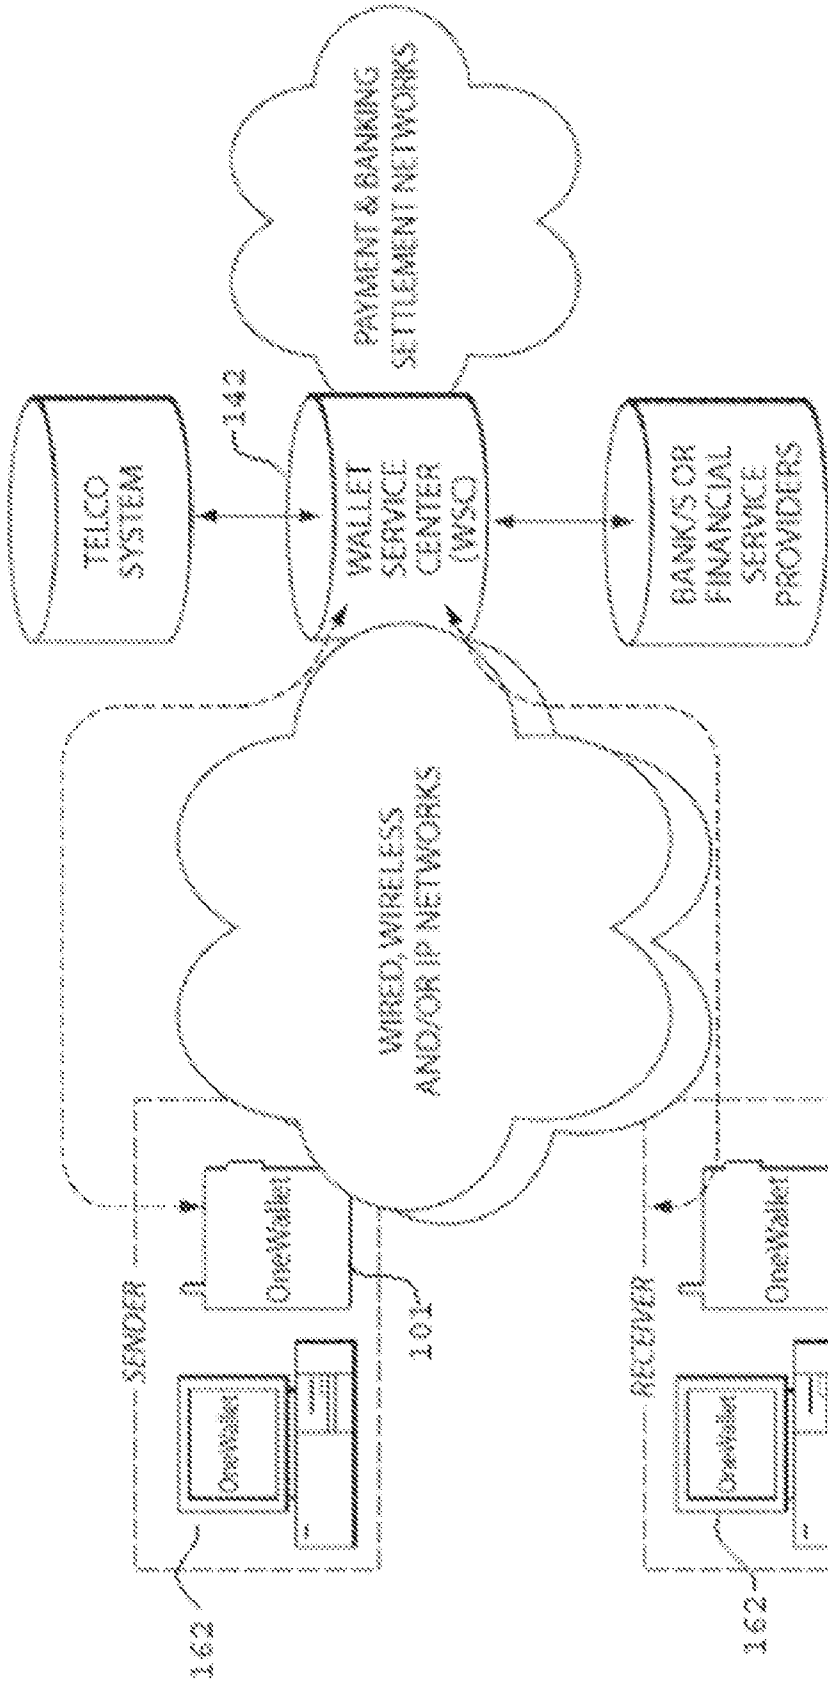 SENDER
OneWallet
OneWallet
162
101
RECEIVER
OneWallet
OneWallet
162
WIRED, WIRELESS
AND/OR IP NETWORKS
TELCO
SYSTEM
142
WALLET
SERVICE
CENTER
(WSC)
BANK/S OR
FINANCIAL
SERVICE
PROVIDERS
PAYMENT & BANKING
SETTLEMENT NETWORKS